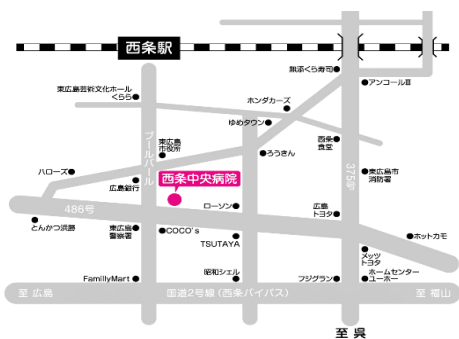 西条駅
無添くら寿司
アンコールⅢ
東広島芸術文化ホール
くらら
ホンダカーズ
ゆめタウン
ブールバール
東広島
市役所
ろうきん
西条
食堂
375号
ハローズ
広島銀行
西条中央病院
東広島市
消防署
486号
ローソン
広島
トヨタ
とんかつ浜勝
東広島
警察署
COCO's
TSUTAYA
ホットカモ
メッツ
トヨタ
FamilyMart
昭和シェル
フジグラン
ホームセンター
ユーホー
至 広島
国道2号線(西条バイパス)
至 福山
至 呉